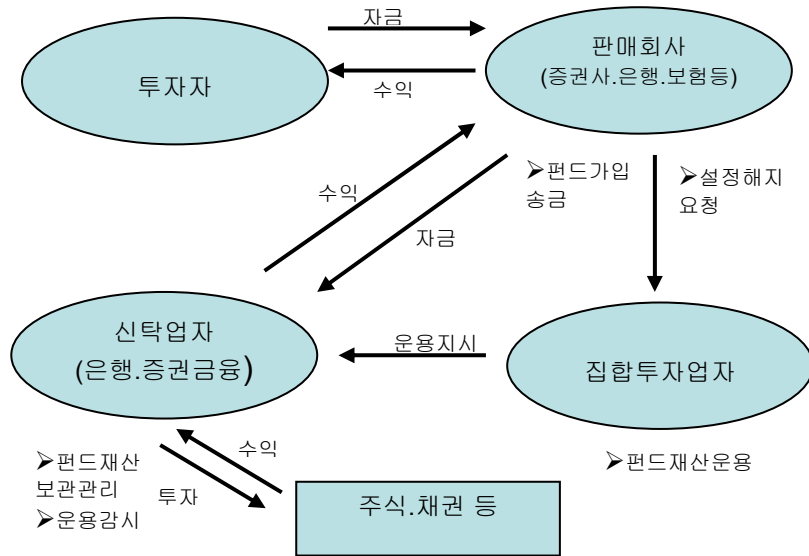 자금
투자자
판매회사
(증권사.은행.보험등)
수익
수익
자금
➢펀드가입
송금
➢설정해지
요청
신탁업자
(은행.증권금융)
운용지시
집합투자업자
➢펀드재산
보관관리
➢운용감시
수익
투자
➢펀드재산운용
주식.채권 등